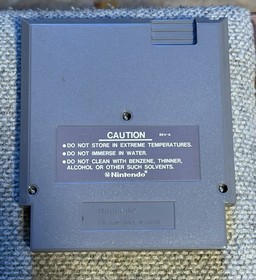 CAUTION
REV-A
• DO NOT STORE IN EXTREME TEMPERATURES.
• DO NOT IMMERSE IN WATER.
• DO NOT CLEAN WITH BENZENE, THINNER,
ALCOHOL OR OTHER SUCH SOLVENTS.
Nintendo